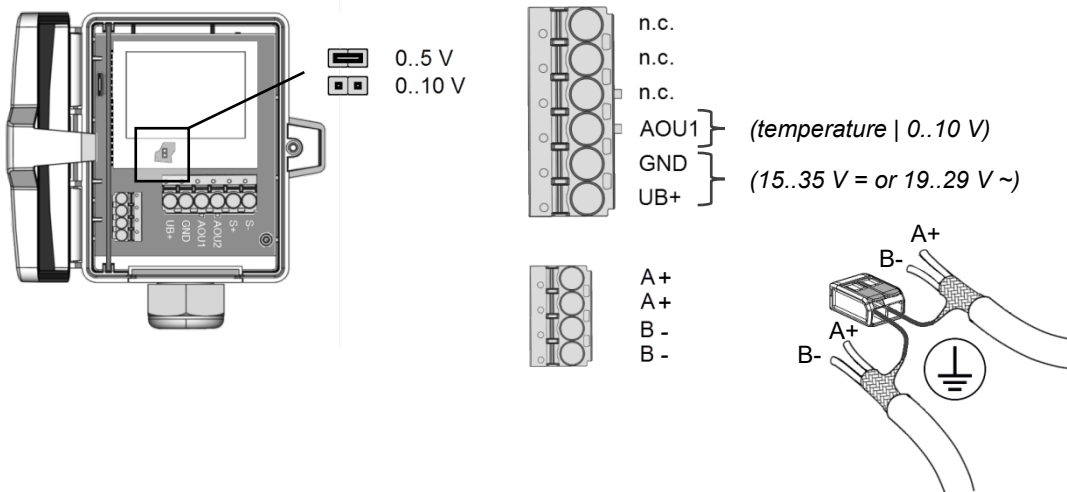 0..5 V
0..10 V
UB+
GND
AOU1
AOU2
S+
S-
n.c.
n.c.
n.c.
AOU1 (temperature | 0..10 V)
GND
(15..35 V = or 19..29 V ~)
UB+
A+
A+
B -
B -
A+
B-
A+
B-